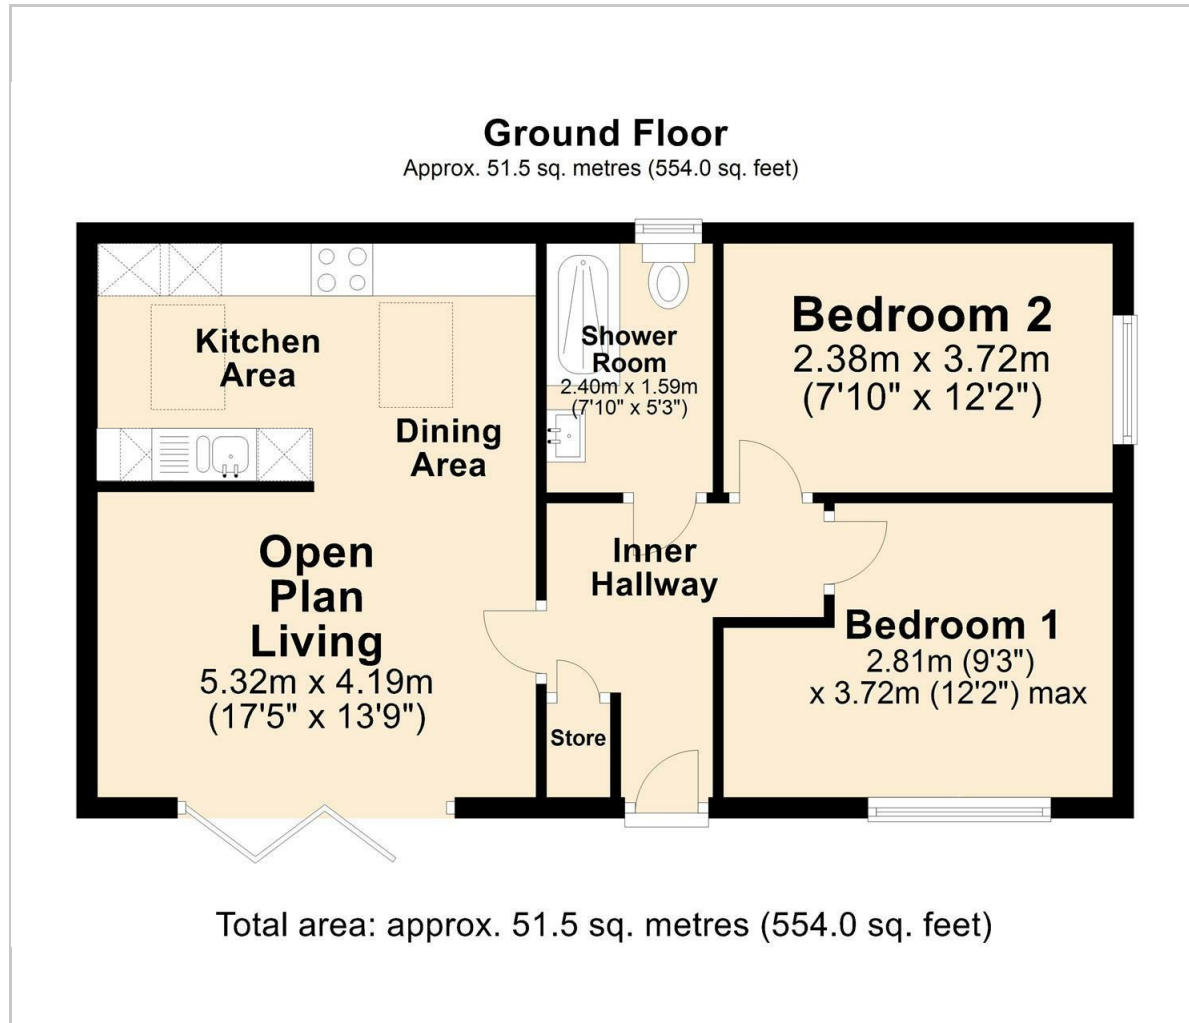 Ground Floor
Approx. 51.5 sq. metres (554.0 sq. feet)
Kitchen
Area
Dining
Area
Shower
Room
2.40m x 1.59m
(7'10" x 5'3")
Bedroom 2
2.38m x 3.72m
(7'10" x 12'2")
Open
Plan
Living
5.32m x 4.19m
(17'5" x 13'9")
Inner
Hallway
Store
Bedroom 1
2.81m (9'3")
x 3.72m (12'2") max
Total area: approx. 51.5 sq. metres (554.0 sq. feet)